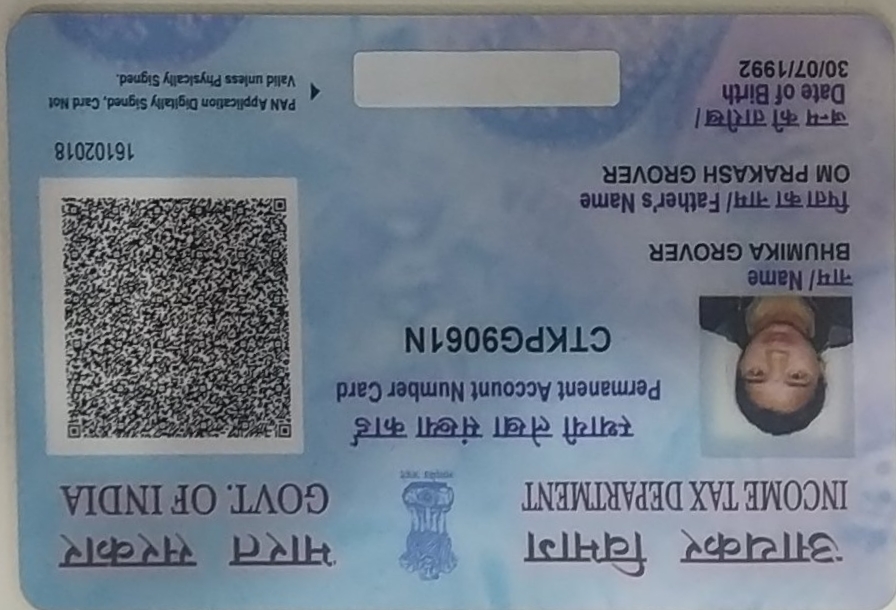 आयकर विभाग
INCOME TAX DEPARTMENT
भारत सरकार
GOVT. OF INDIA
सत्यमेव जयते
स्थायी लेखा संख्या कार्ड
Permanent Account Number Card
CTKPG9061N
नाम/ Name
BHUMIKA GROVER
पिता का नाम/ Father's Name
OM PRAKASH GROVER
जन्म की तारीख/
Date of Birth
30/07/1992
16102018
PAN Application Digitally Signed, Card Not
Valid unless Physically Signed.